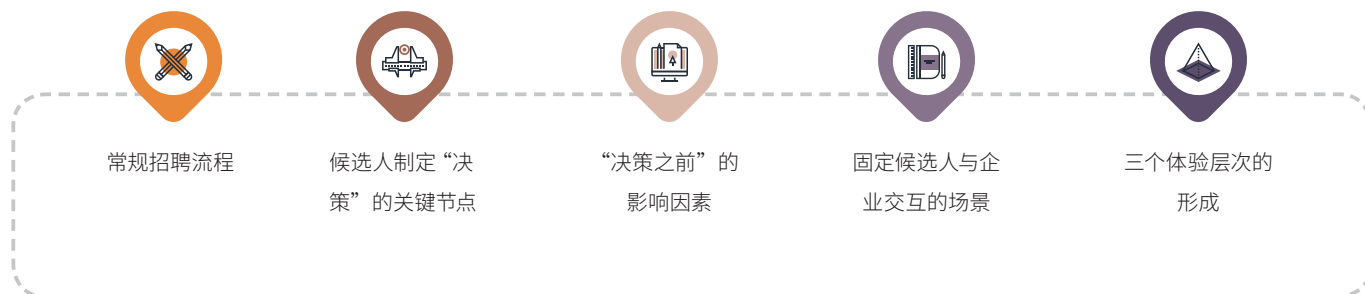 常规招聘流程
候选人制定“决
策”的关键节点
“决策之前”的
影响因素
固定候选人与企
业交互的场景
三个体验层次的
形成